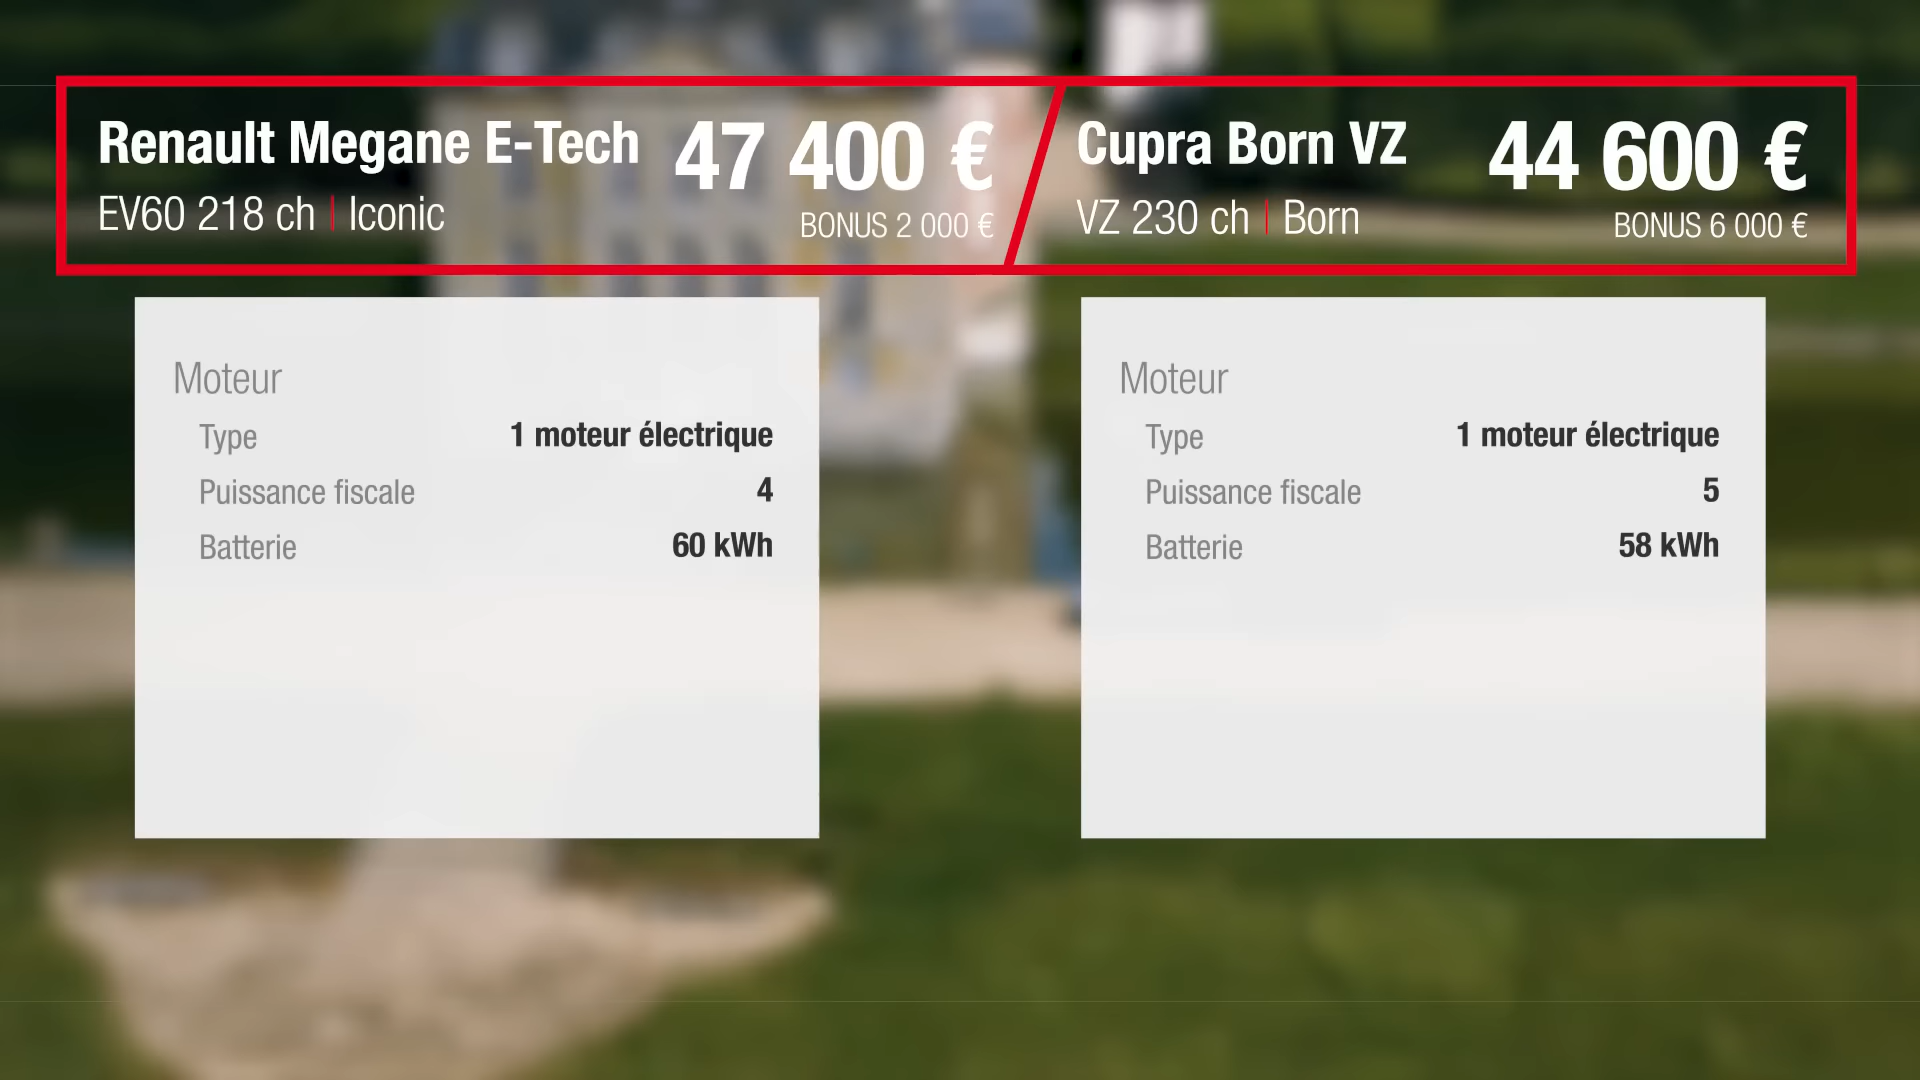 Renault Megane E-Tech
47 400 €
EV60 218 ch | Iconic
BONUS 2 000 €
Cupra Born VZ
44 600 €
VZ 230 ch | Born
BONUS 6 000 €
Moteur
Type 1 moteur électrique
Puissance fiscale 4
Batterie 60 kWh
Moteur
Type 1 moteur électrique
Puissance fiscale 5
Batterie 58 kWh